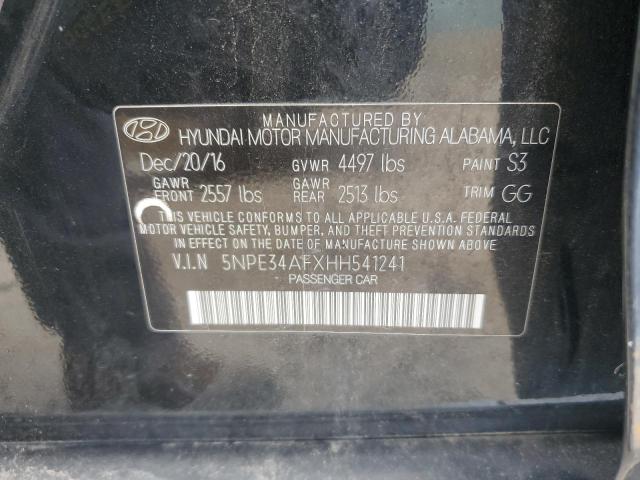 MANUFACTURED BY
HYUNDAI MOTOR MANUFACTURING ALABAMA, LLC
Dec/20/16 GVWR 4497 lbs PAINT S3
GAWR FRONT 2557 lbs GAWR REAR 2513 lbs TRIM GG
THIS VEHICLE CONFORMS TO ALL APPLICABLE U.S.A. FEDERAL
MOTOR VEHICLE SAFETY, BUMPER, AND THEFT PREVENTION
STANDARDS IN EFFECT ON THE DATE OF MANUFACTURE SHOWN ABOVE.
V.I.N 5NPE34AFXHH541241
PASSENGER CAR